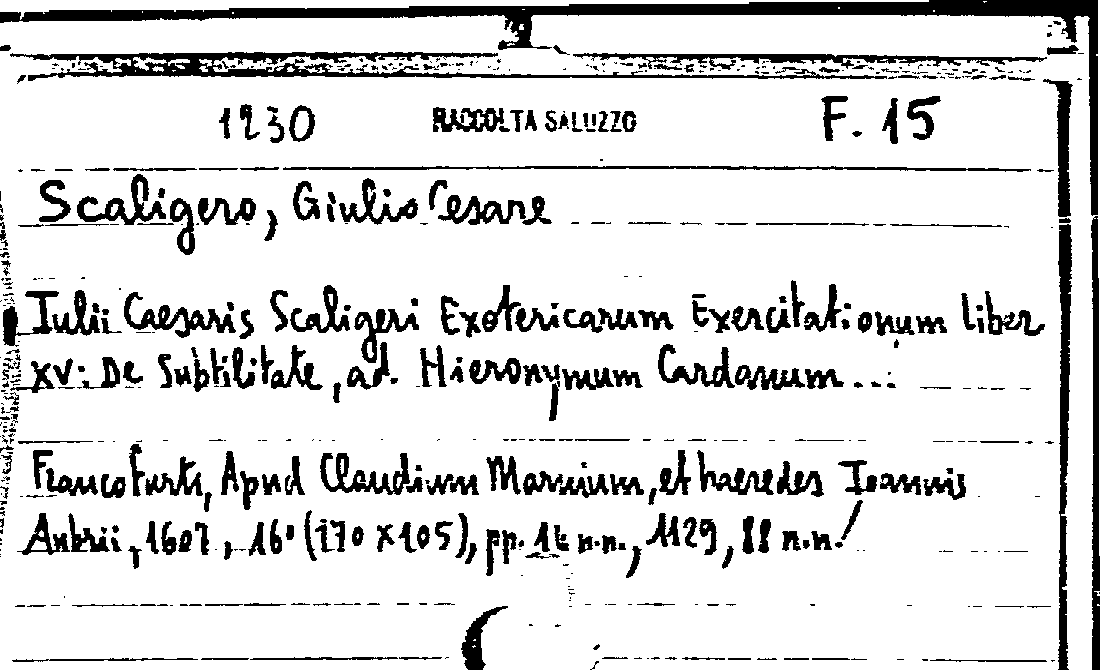 1230 RACCOLTA SALUZZO F. 15
Scaligero, Giulio Cesare
Iulii Caesaris Scaligeri Exotericarum Exercitationum liber
XV: De Subtilitate, ad. Hieronymum Cardanum...
Francofurti, Apud Claudium Marnium, et haeredes Ioannis
Aubrii, 1607, 16° (170 x 105), pp. 14 n.n., 1129, 88 n.n./